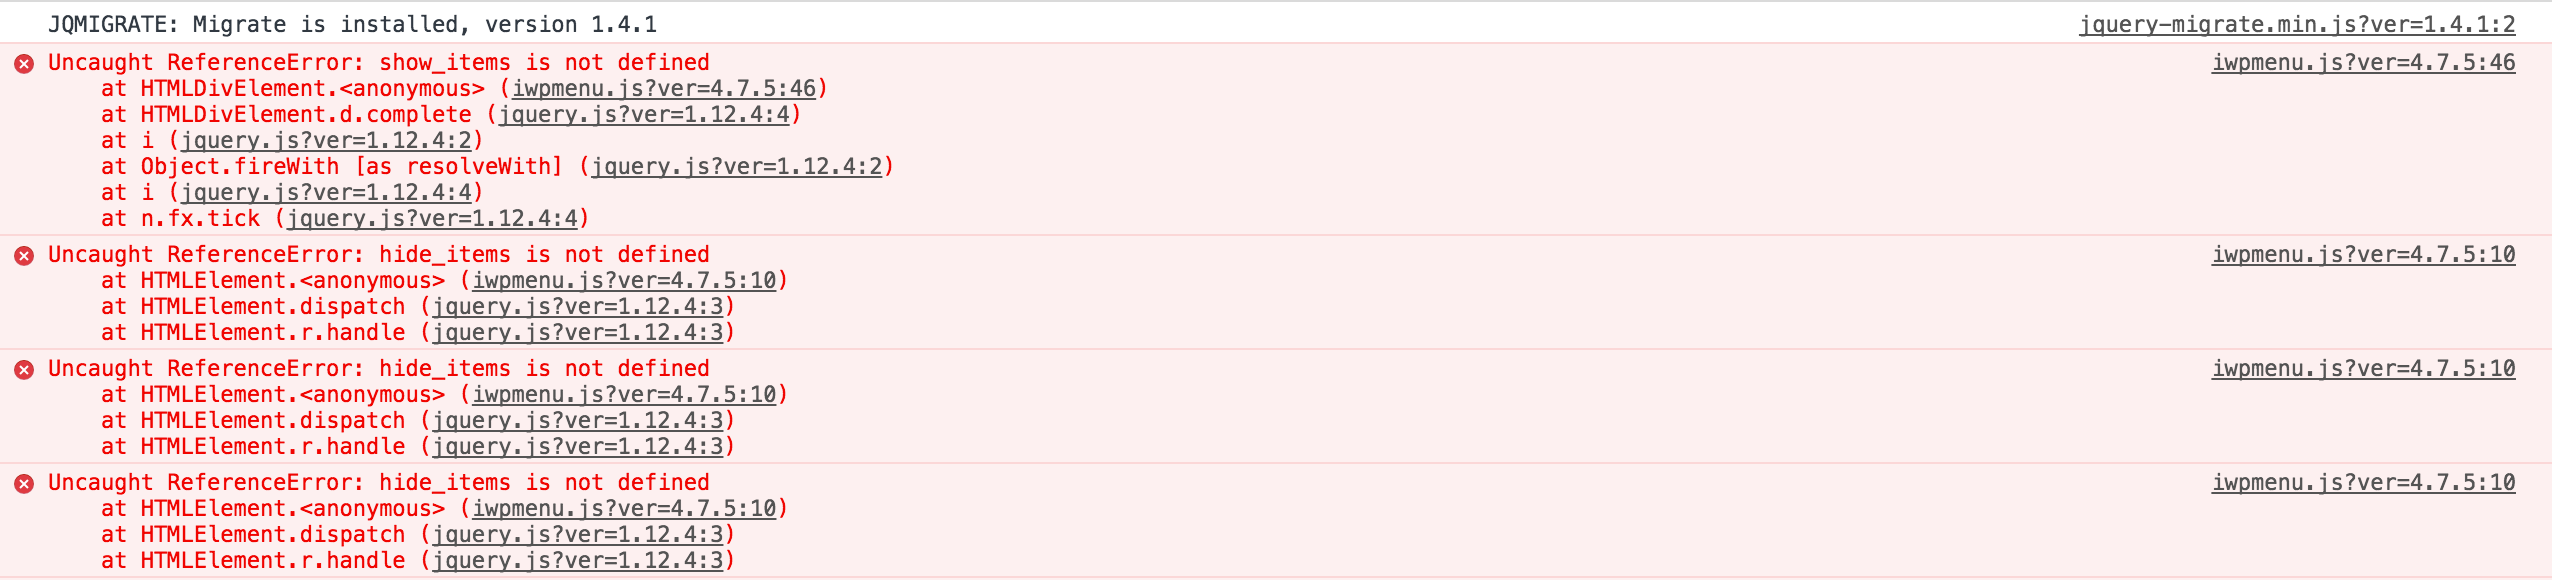 JQMIGRATE: Migrate is installed, version 1.4.1 jquery-migrate.min.js?ver=1.4.1:2
Uncaught ReferenceError: show_items is not defined iwpmenu.js?ver=4.7.5:46
at HTMLDivElement.<anonymous> (iwpmenu.js?ver=4.7.5:46)
at HTMLDivElement.d.complete (jquery.js?ver=1.12.4:4)
at i (jquery.js?ver=1.12.4:2)
at Object.fireWith [as resolveWith] (jquery.js?ver=1.12.4:2)
at i (jquery.js?ver=1.12.4:4)
at n.fx.tick (jquery.js?ver=1.12.4:4)
Uncaught ReferenceError: hide_items is not defined iwpmenu.js?ver=4.7.5:10
at HTMLElement.<anonymous> (iwpmenu.js?ver=4.7.5:10)
at HTMLElement.dispatch (jquery.js?ver=1.12.4:3)
at HTMLElement.r.handle (jquery.js?ver=1.12.4:3)
Uncaught ReferenceError: hide_items is not defined iwpmenu.js?ver=4.7.5:10
at HTMLElement.<anonymous> (iwpmenu.js?ver=4.7.5:10)
at HTMLElement.dispatch (jquery.js?ver=1.12.4:3)
at HTMLElement.r.handle (jquery.js?ver=1.12.4:3)
Uncaught ReferenceError: hide_items is not defined iwpmenu.js?ver=4.7.5:10
at HTMLElement.<anonymous> (iwpmenu.js?ver=4.7.5:10)
at HTMLElement.dispatch (jquery.js?ver=1.12.4:3)
at HTMLElement.r.handle (jquery.js?ver=1.12.4:3)